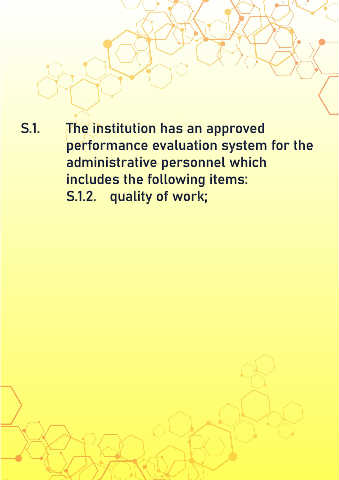 S.1. The institution has an approved
performance evaluation system for the
administrative personnel which
includes the following items:
S.1.2. quality of work;